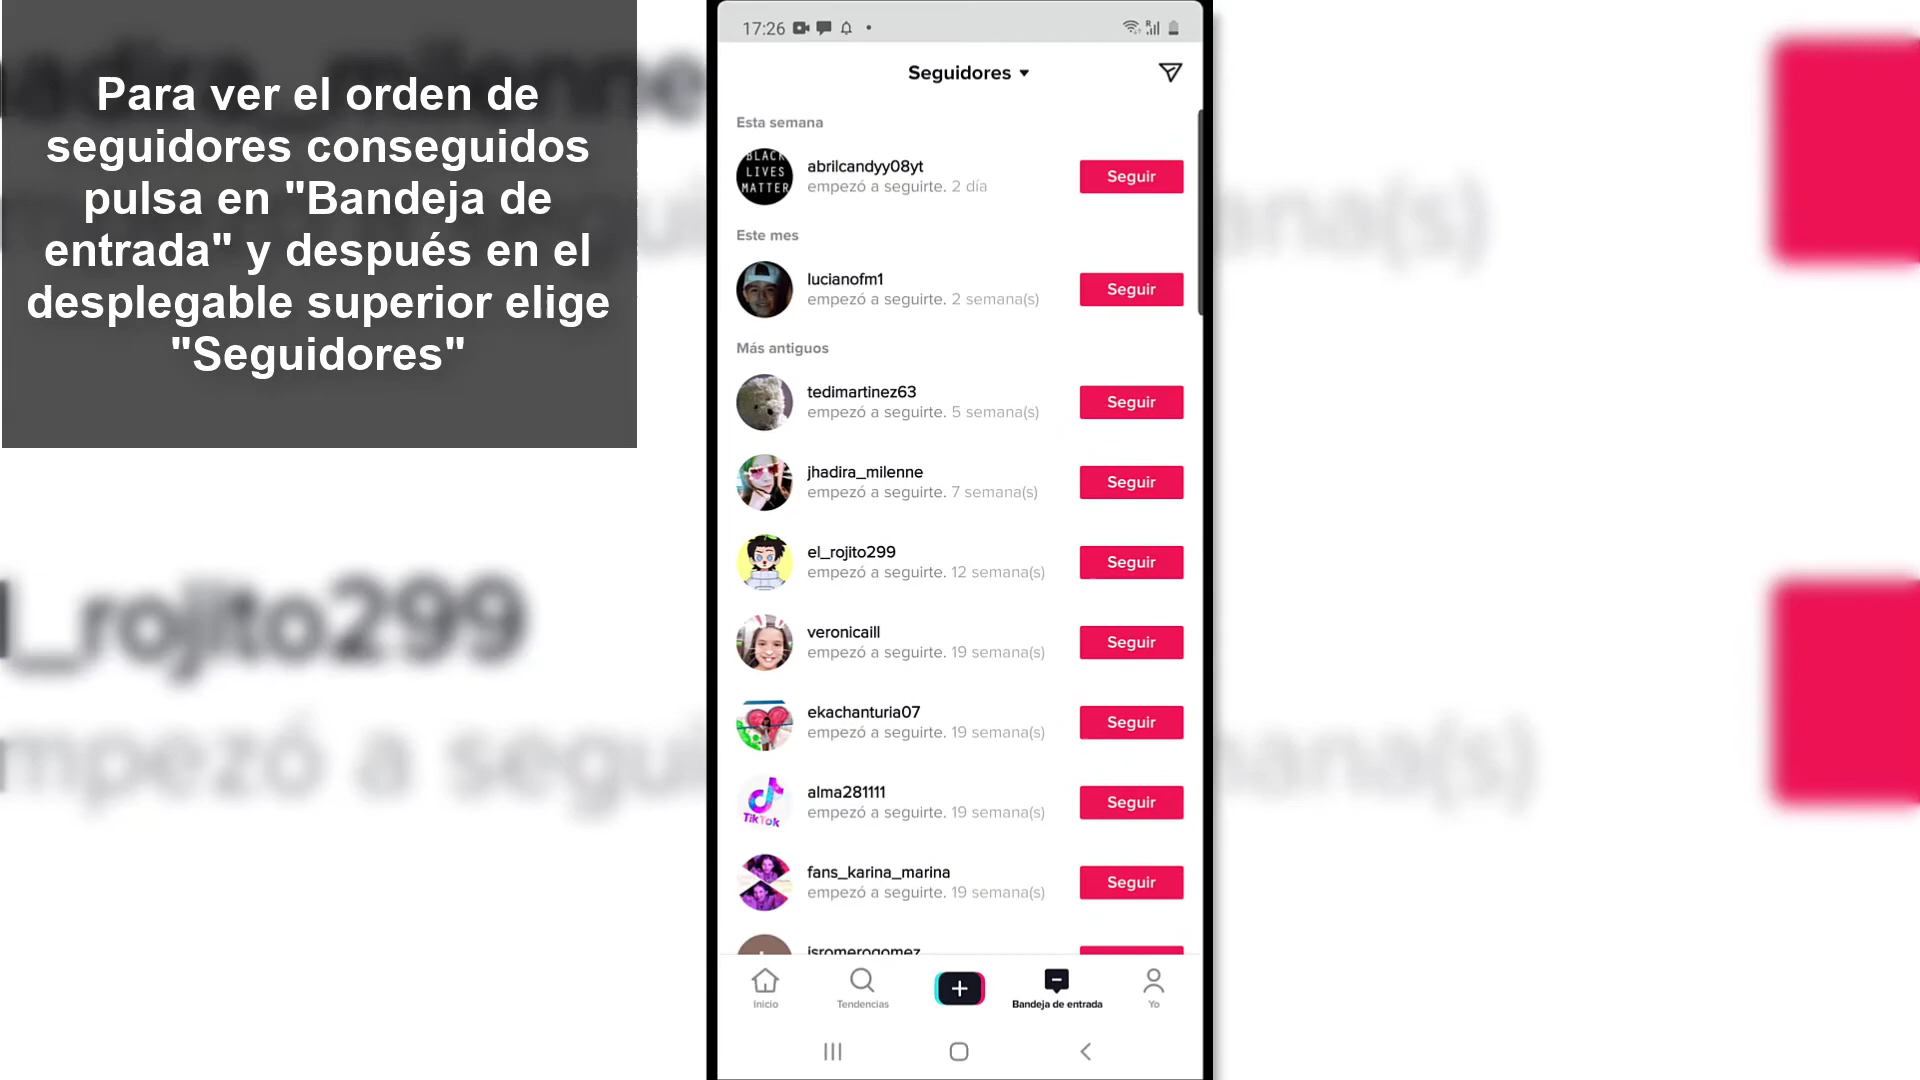 Para ver el orden de
seguidores conseguidos
pulsa en "Bandeja de
entrada" y después en el
desplegable superior elige
"Seguidores"
17:26
Seguidores
Esta semana
BLACK
LIVES
MATTER
abrilcandyy08yt
empezó a seguirte. 2 día
Seguir
Este mes
lucianofm1
empezó a seguirte. 2 semana(s)
Seguir
Más antiguos
tedimartinez63
empezó a seguirte. 5 semana(s)
Seguir
jhadira_milenne
empezó a seguirte. 7 semana(s)
Seguir
el_rojito299
empezó a seguirte. 12 semana(s)
Seguir
veronicaill
empezó a seguirte. 19 semana(s)
Seguir
ekachanturia07
empezó a seguirte. 19 semana(s)
Seguir
TikTok
alma281111
empezó a seguirte. 19 semana(s)
Seguir
fans_karina_marina
empezó a seguirte. 19 semana(s)
Seguir
Inicio
Tendencias
Bandeja de entrada
Yo